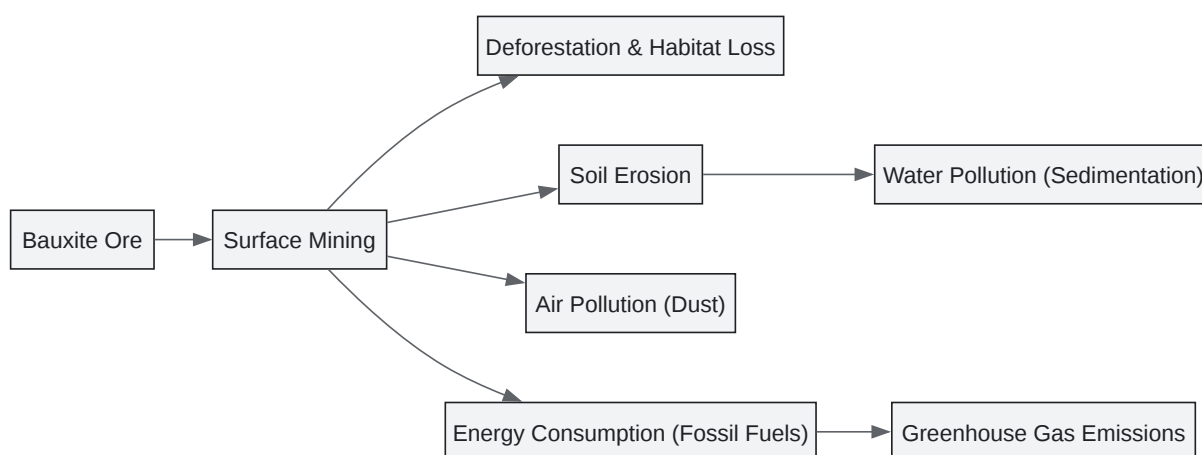 Deforestation & Habitat Loss
Soil Erosion
Water Pollution (Sedimentation)
Bauxite Ore
Surface Mining
Air Pollution (Dust)
Energy Consumption (Fossil Fuels)
Greenhouse Gas Emissions